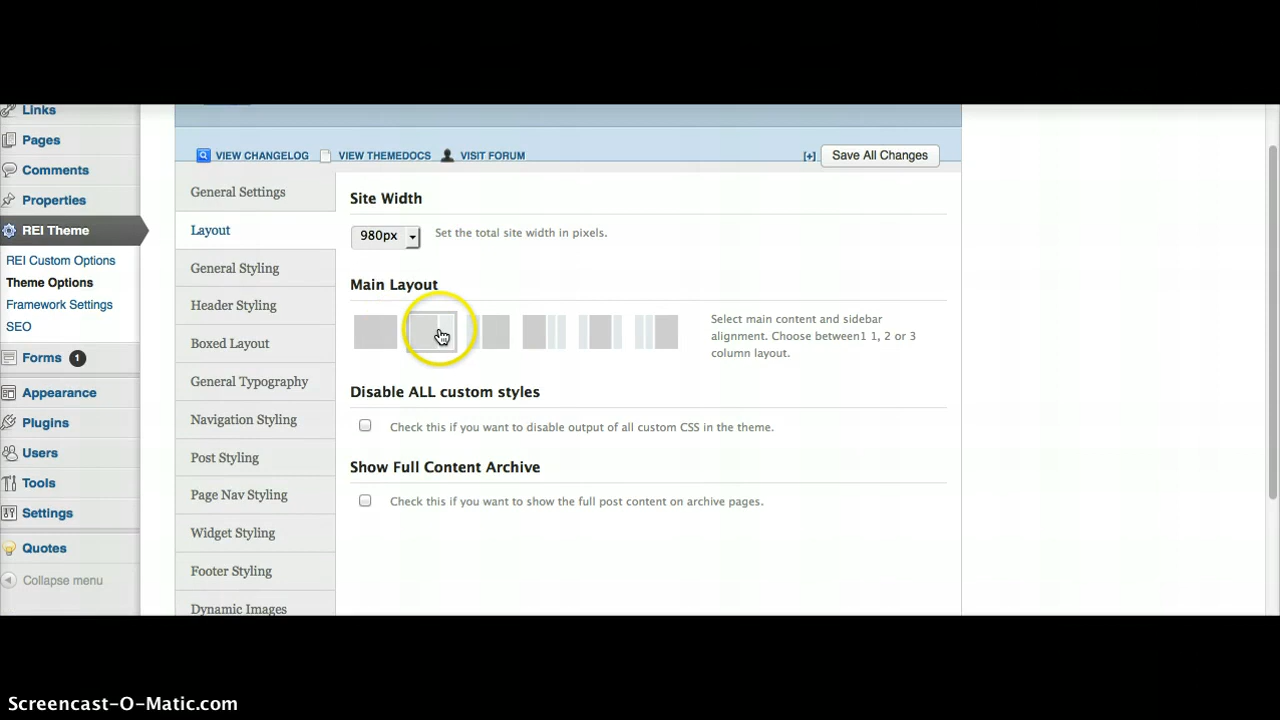 Links
Pages
Comments
Properties
REI Theme
REI Custom Options
Theme Options
Framework Settings
SEO
Forms 1
Appearance
Plugins
Users
Tools
Settings
Quotes
Collapse menu
VIEW CHANGELOG VIEW THEMEDOCS VISIT FORUM [+] Save All Changes
General Settings
Layout
General Styling
Header Styling
Boxed Layout
General Typography
Navigation Styling
Post Styling
Page Nav Styling
Widget Styling
Footer Styling
Dynamic Images
Site Width
980px Set the total site width in pixels.
Main Layout
Select main content and sidebar
alignment. Choose between1 1, 2 or 3
column layout.
Disable ALL custom styles
Check this if you want to disable output of all custom CSS in the theme.
Show Full Content Archive
Check this if you want to show the full post content on archive pages.
Screencast-O-Matic.com